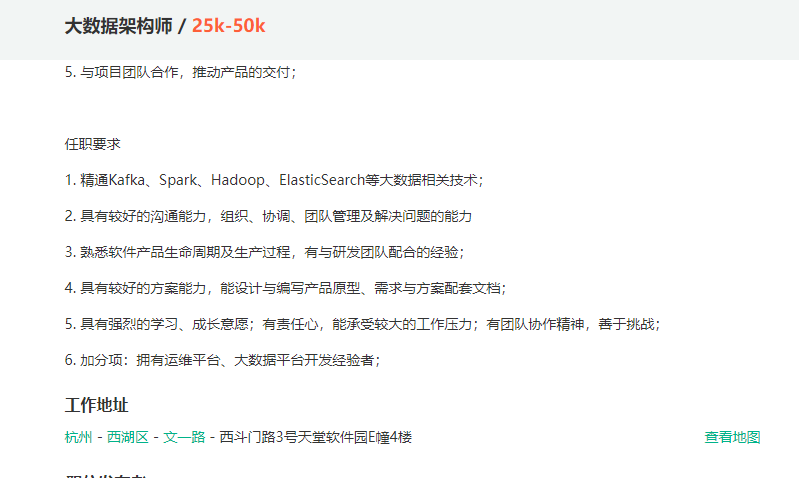 大数据架构师 / 25k-50k
5. 与项目团队合作，推动产品的交付；
任职要求
1. 精通Kafka、Spark、Hadoop、ElasticSearch等大数据相关技术；
2. 具有较好的沟通能力，组织、协调、团队管理及解决问题的能力
3. 熟悉软件产品生命周期及生产过程，有与研发团队配合的经验；
4. 具有较好的方案能力，能设计与编写产品原型、需求与方案配套文档；
5. 具有强烈的学习、成长意愿；有责任心，能承受较大的工作压力；有团队协作精神，善于挑战；
6. 加分项：拥有运维平台、大数据平台开发经验者；
工作地址
杭州 - 西湖区 - 文一路 - 西斗门路3号天堂软件园E幢4楼 查看地图